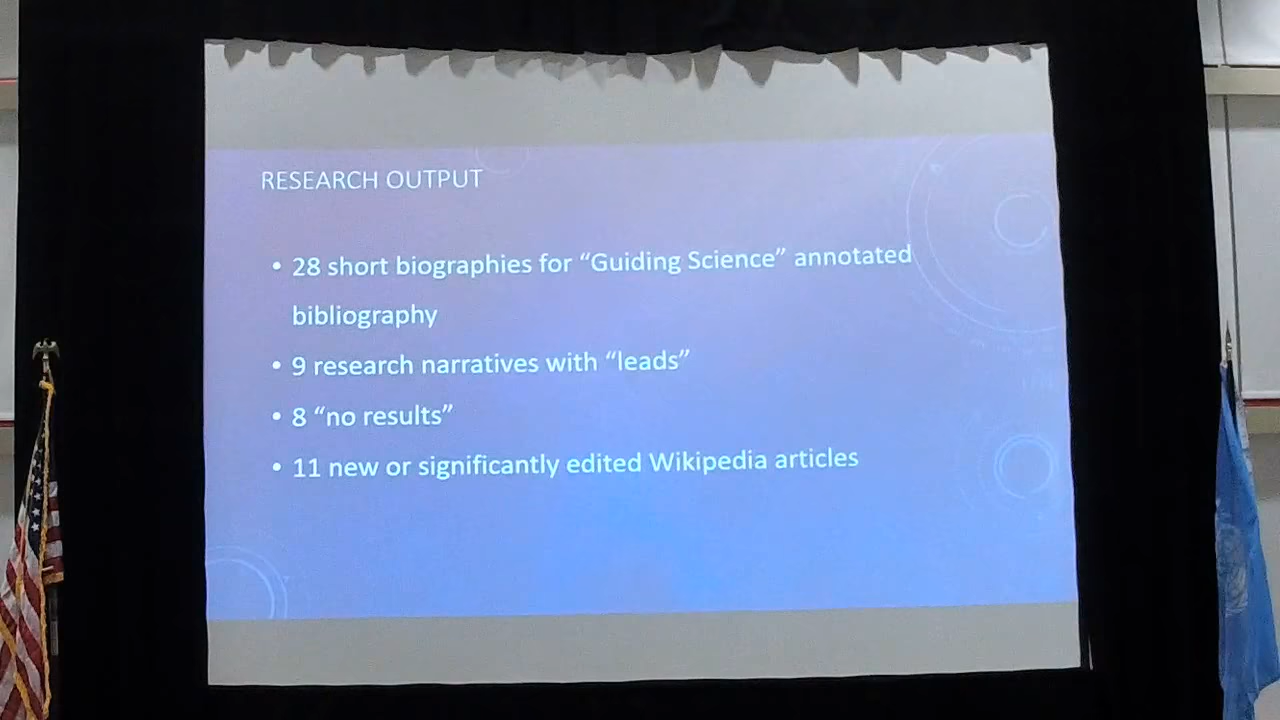 RESEARCH OUTPUT
• 28 short biographies for “Guiding Science” annotated
bibliography
• 9 research narratives with “leads”
• 8 “no results”
• 11 new or significantly edited Wikipedia articles